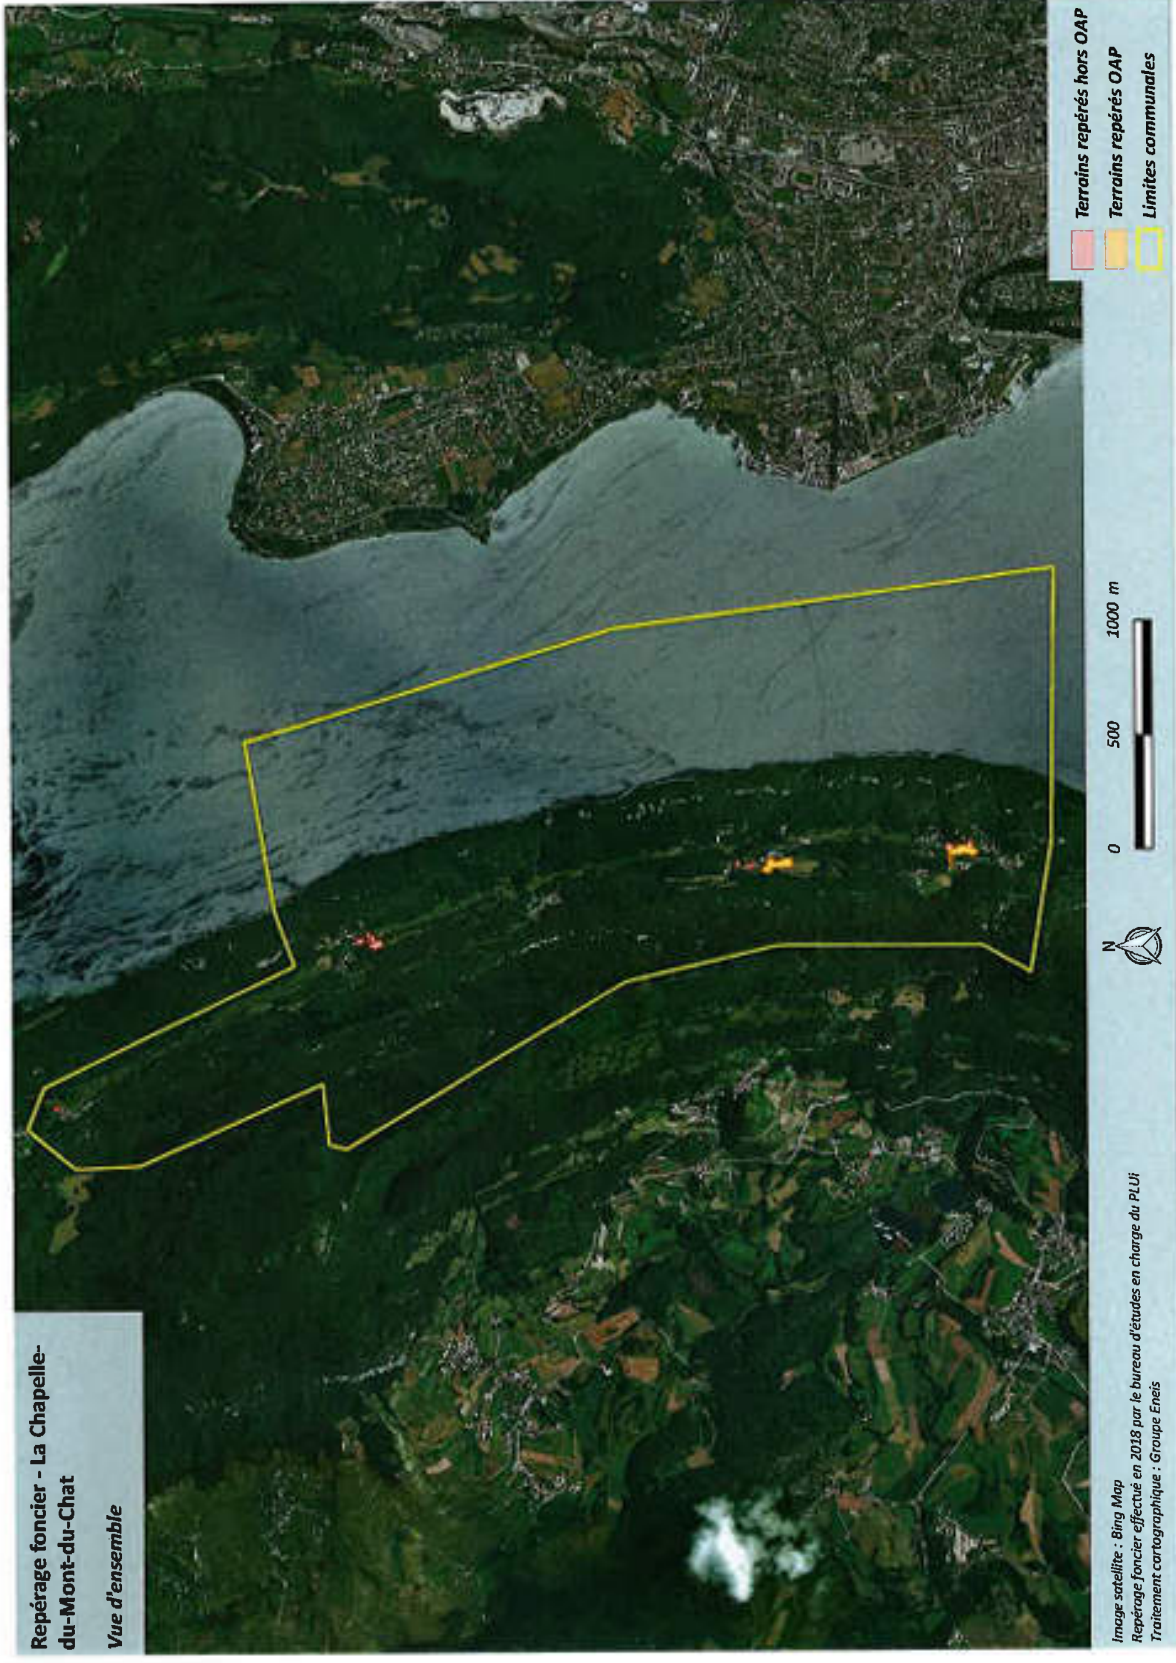 Repérage foncier - La Chapelle-
du-Mont-du-Chat
Vue d'ensemble
Terrains repérés hors OAP
Terrains repérés OAP
Limites communales
N
0 500 1000 m
Image satellite : Bing Map
Repérage foncier effectué en 2018 par le bureau d'études en charge du PLUi
Traitement cartographique : Groupe Eneis